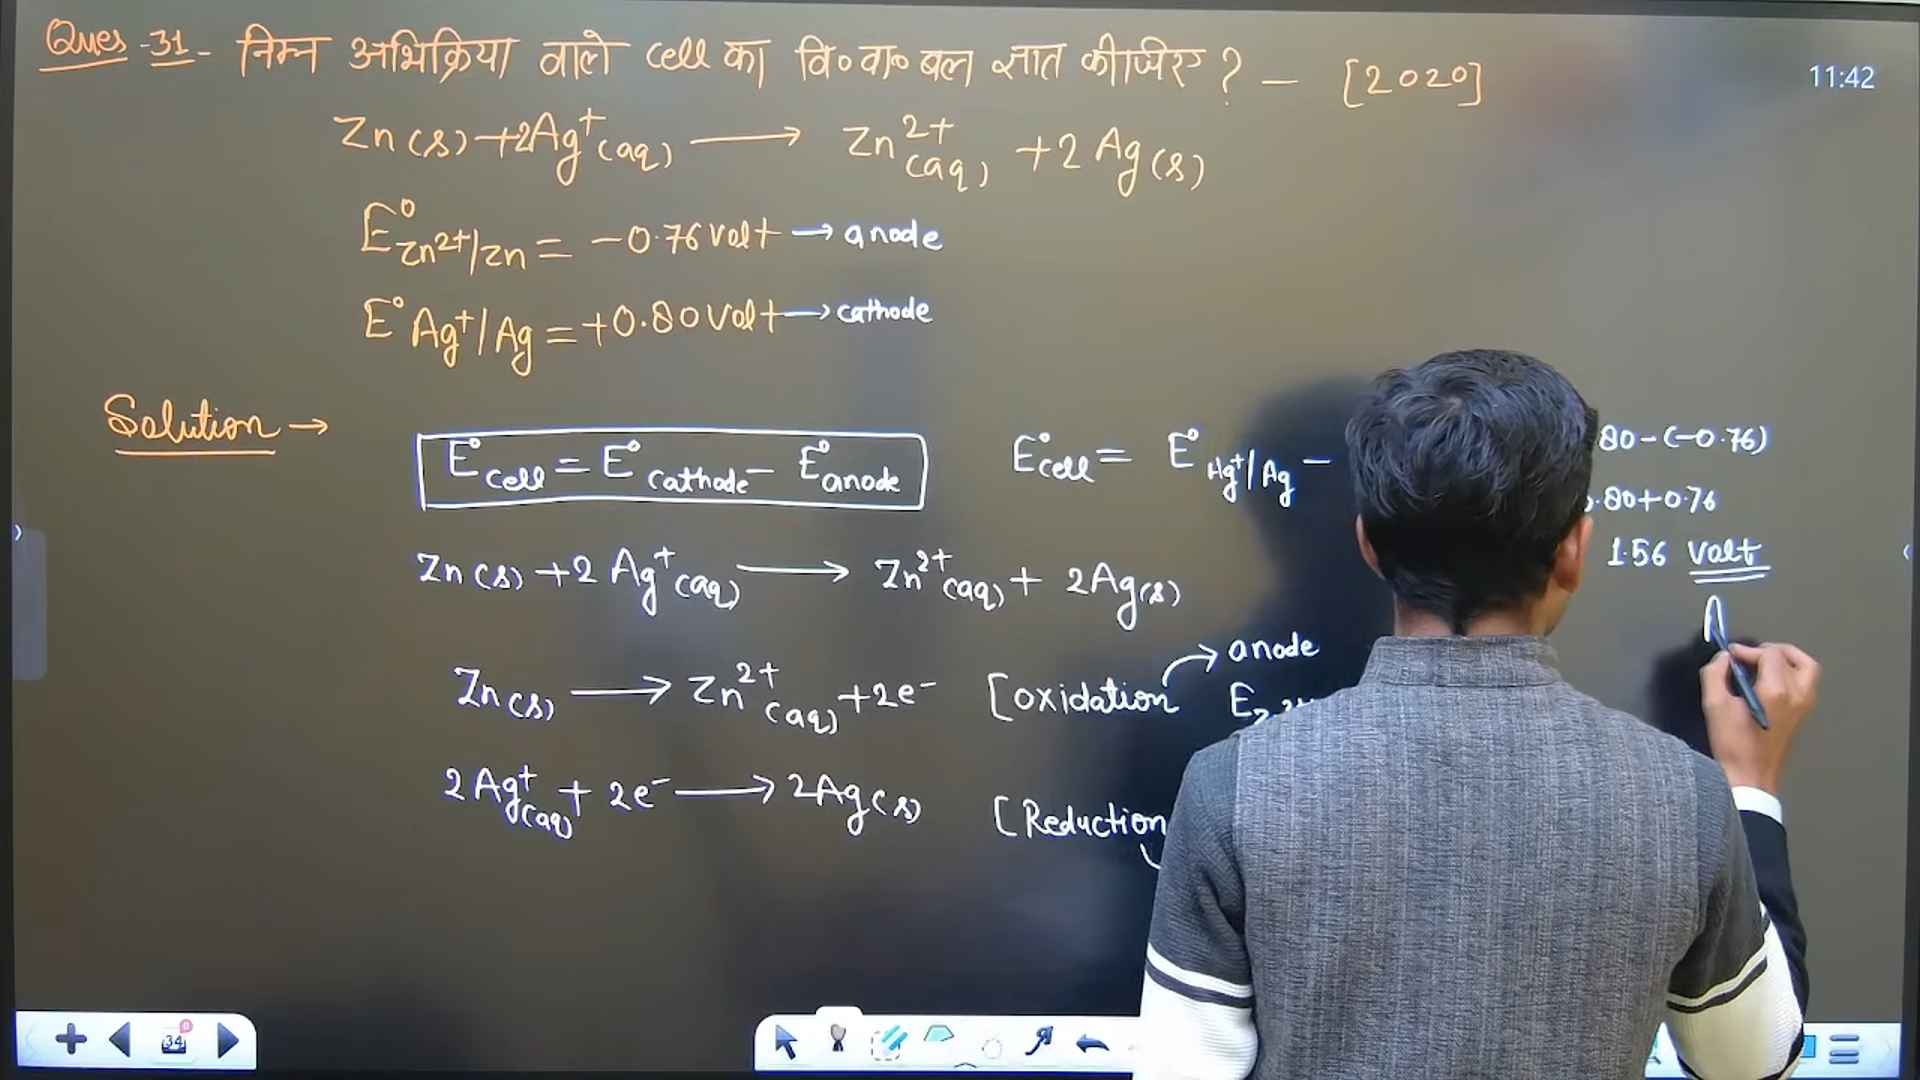 Ques-31- निम्न अभिक्रिया वाले cell का वि०वा०बल ज्ञात कीजिए? - [2020]
11:42
Zn(s)+2Ag⁺(aq) ⟶ Zn²⁺(aq) +2Ag(s)
E°Zn²⁺/Zn = -0.76 volt → anode
E°Ag⁺/Ag = +0.80 volt → cathode
Solution →
E°cell = E°cathode - E°anode
E°cell = E°Ag⁺/Ag -
80-(-0.76)
.80+0.76
1.56 volt
Zn(s) +2Ag⁺(aq) ⟶ Zn²⁺(aq) + 2Ag(s)
Zn(s) ⟶ Zn²⁺(aq) +2e⁻ [oxidation → anode
2Ag⁺(aq) + 2e⁻ ⟶ 2Ag(s) [Reduction
34
0